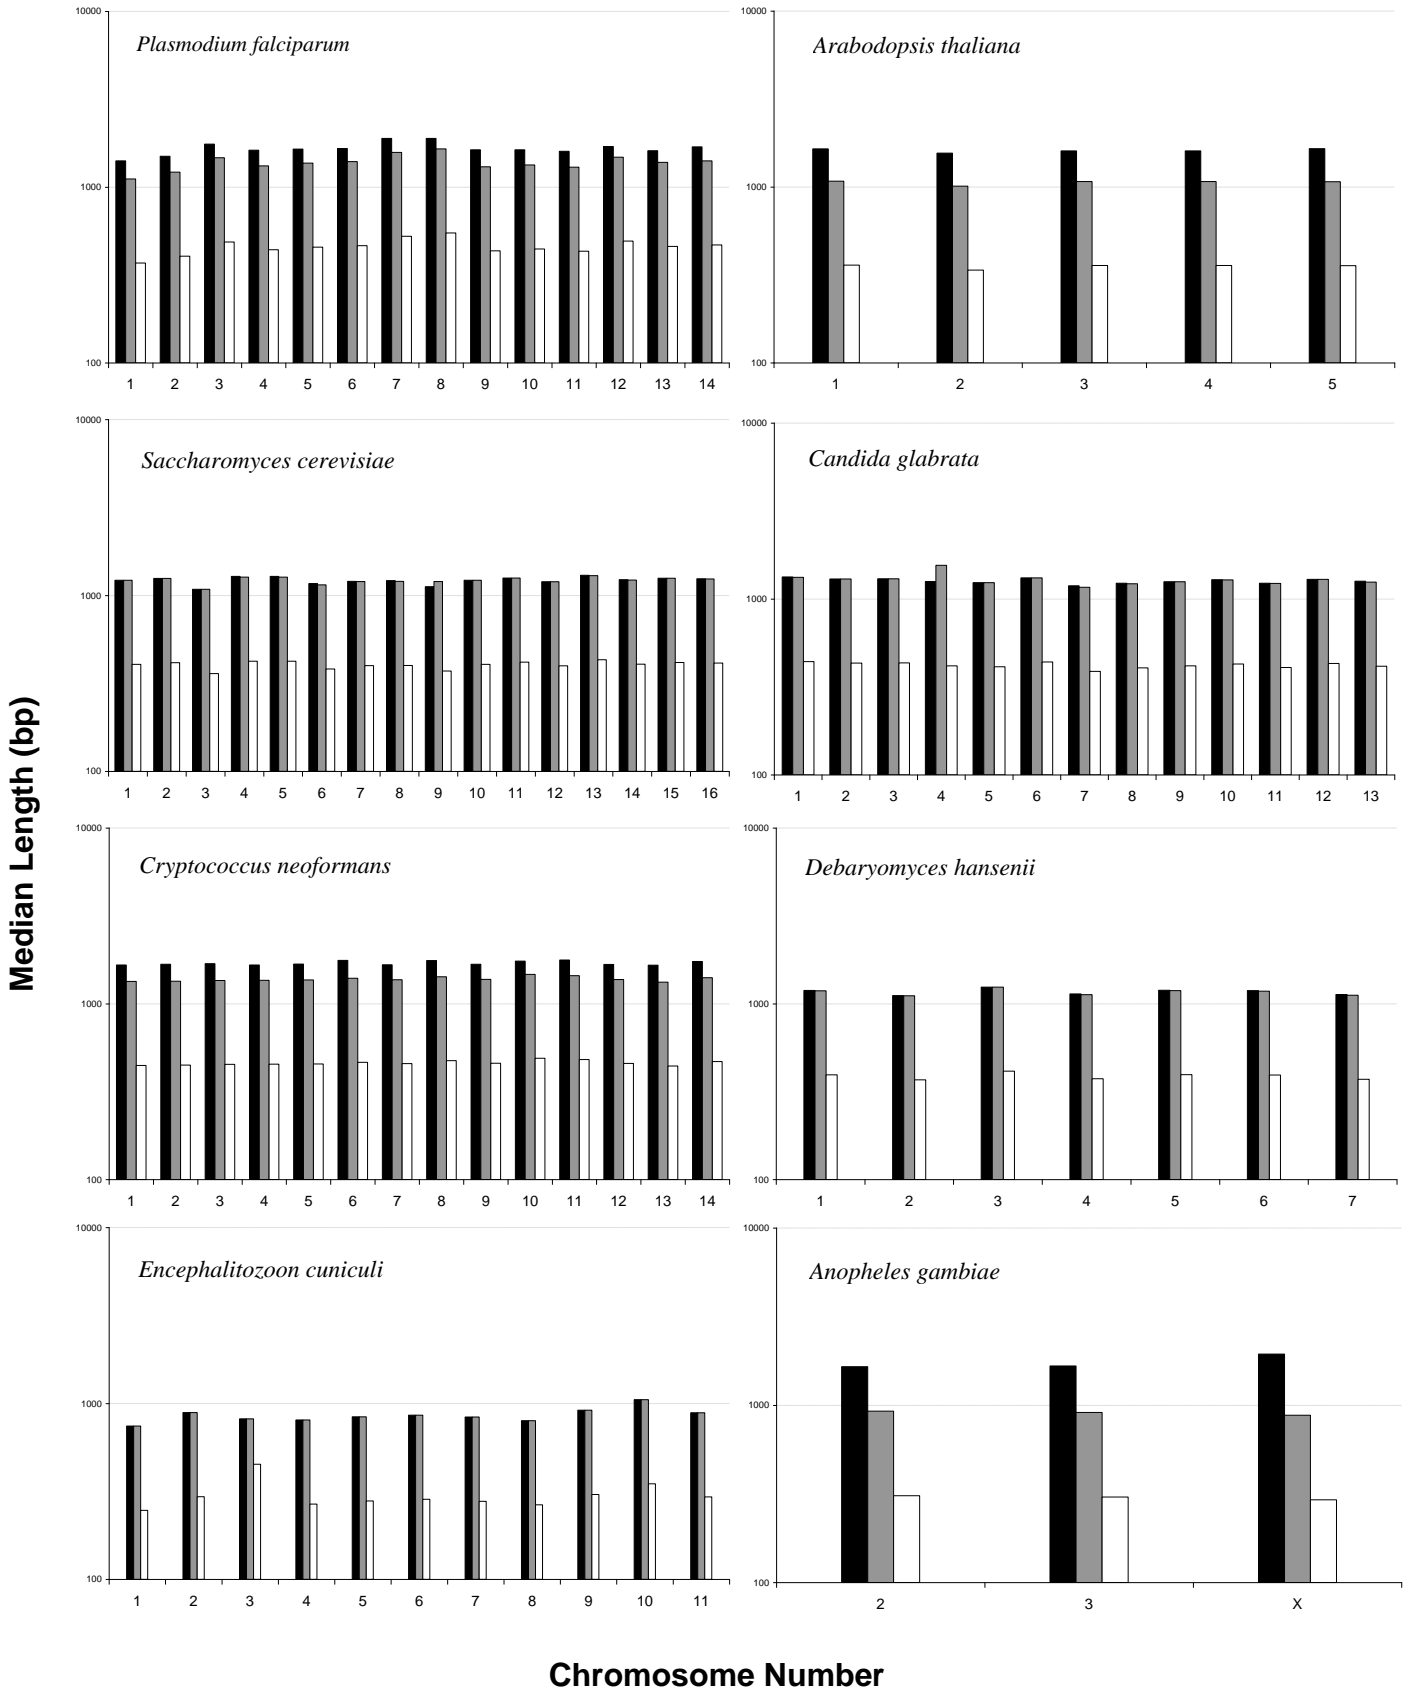 Median Length (bp)
Plasmodium falciparum
10000
1000
100
1 2 3 4 5 6 7 8 9 10 11 12 13 14
Arabodopsis thaliana
10000
1000
100
1 2 3 4 5
Saccharomyces cerevisiae
10000
1000
100
1 2 3 4 5 6 7 8 9 10 11 12 13 14 15 16
Candida glabrata
10000
1000
100
1 2 3 4 5 6 7 8 9 10 11 12 13
Cryptococcus neoformans
10000
1000
100
1 2 3 4 5 6 7 8 9 10 11 12 13 14
Debaryomyces hansenii
10000
1000
100
1 2 3 4 5 6 7
Encephalitozoon cuniculi
10000
1000
100
1 2 3 4 5 6 7 8 9 10 11
Anopheles gambiae
10000
1000
100
2 3 X
Chromosome Number